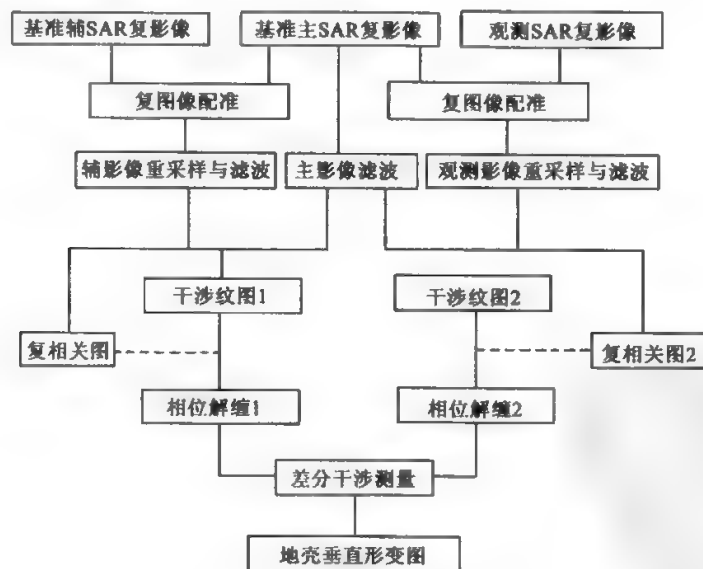 基准辅SAR复影像
基准主SAR复影像
观测SAR复影像
复图像配准
复图像配准
辅影像重采样与滤波
主影像滤波
观测影像重采样与滤波
干涉纹图1
干涉纹图2
复相关图
复相关图2
相位解缠1
相位解缠2
差分干涉测量
地壳垂直形变图